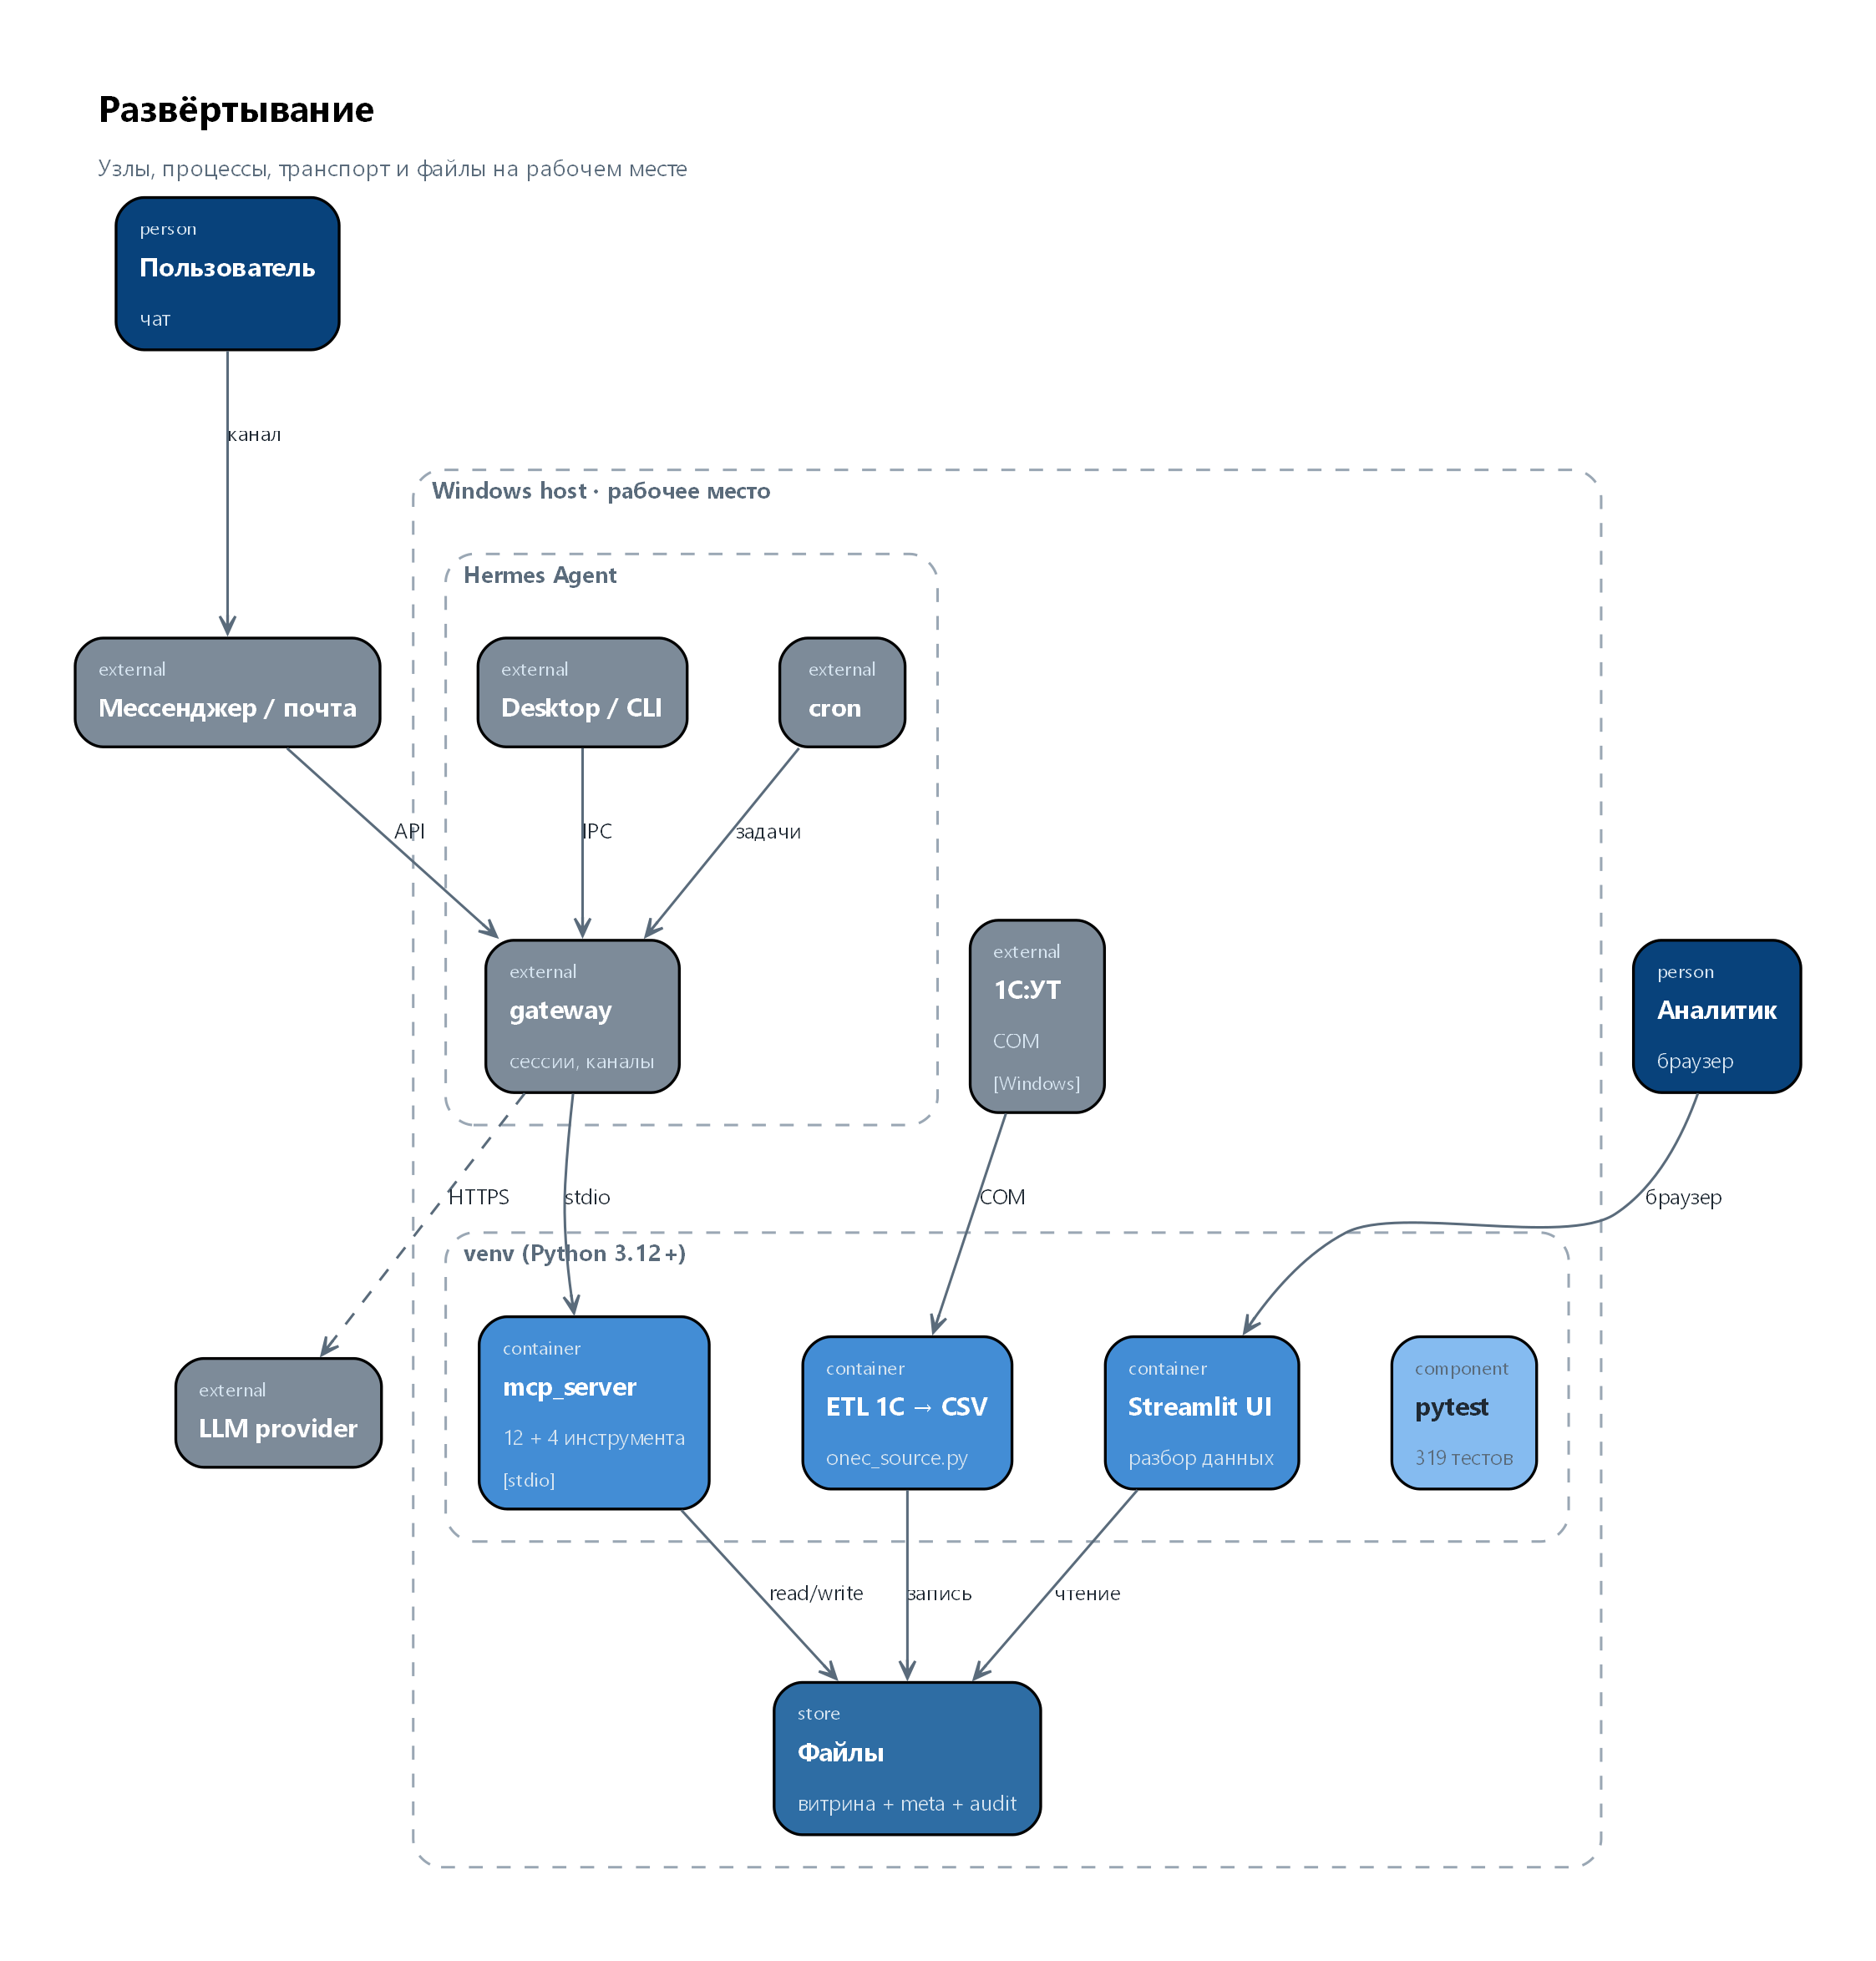 Развёртывание
Узлы, процессы, транспорт и файлы на рабочем месте
person
Пользователь
чат
канал
Windows host · рабочее место
Hermes Agent
external
Мессенджер / почта
external
Desktop / CLI
external
cron
API
IPC
задачи
external
gateway
сессии, каналы
external
1С:УТ
COM
[Windows]
person
Аналитик
браузер
HTTPS
stdio
COM
браузер
venv (Python 3.12+)
external
LLM provider
container
mcp_server
12 + 4 инструмента
[stdio]
container
ETL 1C → CSV
onec_source.py
container
Streamlit UI
разбор данных
component
pytest
319 тестов
read/write
запись
чтение
store
Файлы
витрина + meta + audit